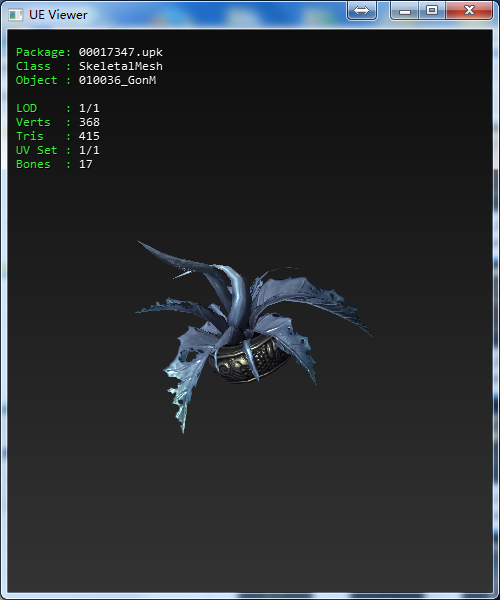 UE Viewer
Package: 00017347.upk
Class : SkeletalMesh
Object : 010036_GonM
LOD : 1/1
Verts : 368
Tris : 415
UV Set : 1/1
Bones : 17